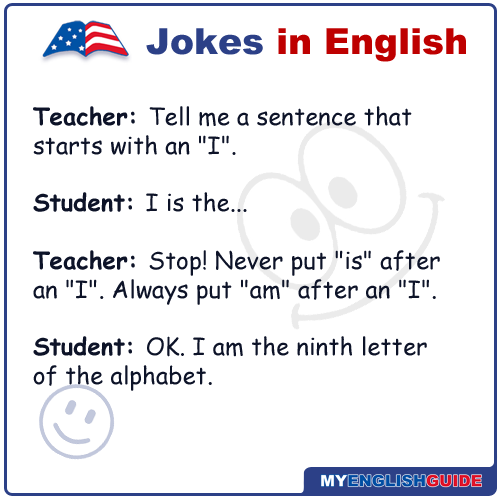 Jokes in English
Teacher: Tell me a sentence that
starts with an "I".
Student: I is the...
Teacher: Stop! Never put "is" after
an "I". Always put "am" after an "I".
Student: OK. I am the ninth letter
of the alphabet.
MYENGLISHGUIDE